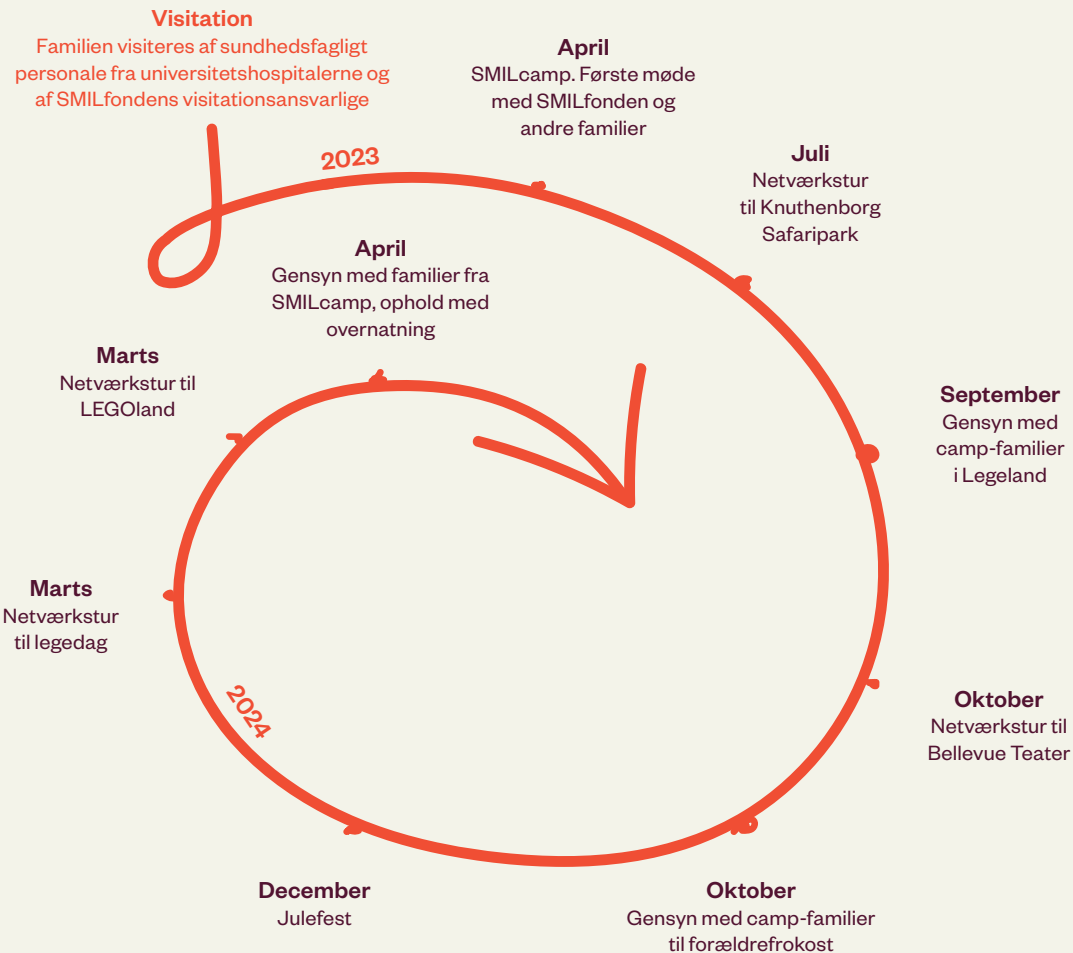 Visitation
Familien visiteres af sundhedsfagligt
personale fra universitetshospitalerne og
af SMILfondens visitationsansvarlige
2023
April
SMILcamp. Første møde
med SMILfonden og
andre familier
Juli
Netværkstur
til Knuthenborg
Safaripark
September
Gensyn med
camp-familier
i Legeland
Oktober
Netværkstur til
Bellevue Teater
Oktober
Gensyn med camp-familier
til forældrefrokost
December
Julefest
2024
Marts
Netværkstur
til legedag
Marts
Netværkstur til
LEGOland
April
Gensyn med familier fra
SMILcamp, ophold med
overnatning